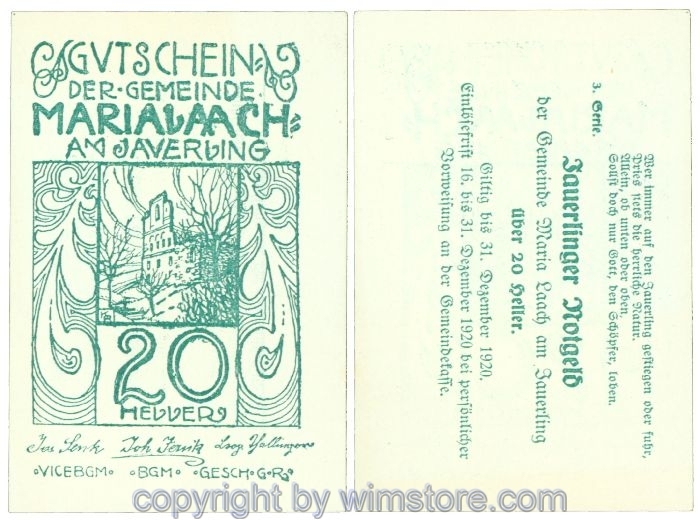 GUTSCHEIN
DER·GEMEINDE
MARIALAACH
AM JAUERLING
20
HELLER
Joh
Leop
VICEBGM BGM GESCH·G·R
Wer immer auf den Jauerling gestiegen oder fuhr,
Pries stets die herrliche Natur.
Allein, ob unten oder oben,
Sollst doch nur Gott, den Schöpfer, loben.
3. Serie.
Jauerlinger Notgeld
der Gemeinde Maria Laach am Jauerling
über 20 Heller.
Giltig bis 31. Dezember 1920,
Einlösefrist 16. bis 31. Dezember 1920 bei persönlicher
Vorweisung an der Gemeindekasse.
copyright by wimstore.com